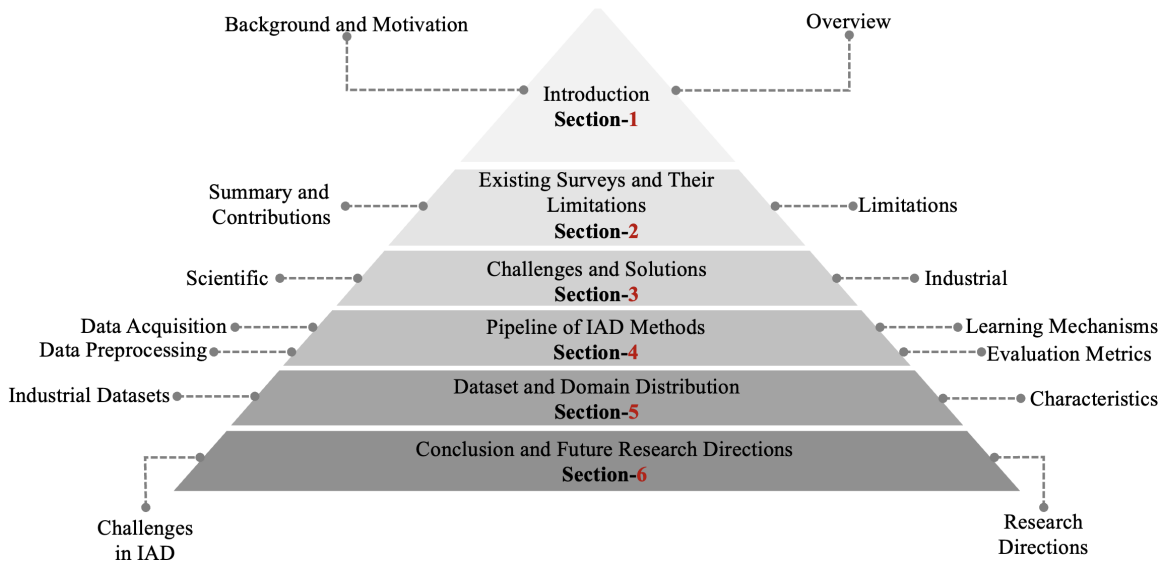 Background and Motivation
Overview
Introduction
Section-1
Summary and
Contributions
Existing Surveys and Their
Limitations
Section-2
Limitations
Scientific
Challenges and Solutions
Section-3
Industrial
Data Acquisition
Data Preprocessing
Pipeline of IAD Methods
Section-4
Learning Mechanisms
Evaluation Metrics
Industrial Datasets
Dataset and Domain Distribution
Section-5
Characteristics
Conclusion and Future Research Directions
Section-6
Challenges
in IAD
Research
Directions